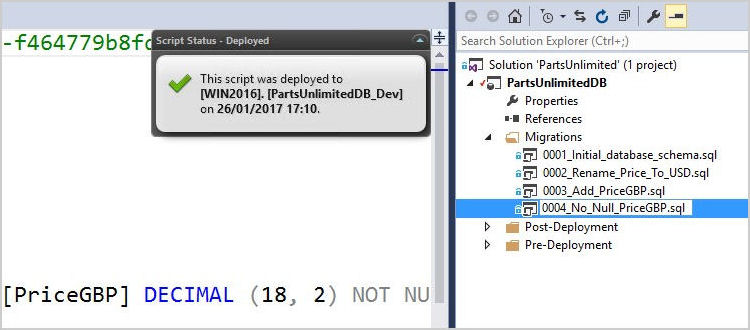 -f464779b8fd
Script Status - Deployed
This script was deployed to
[WIN2016]. [PartsUnlimitedDB_Dev]
on 26/01/2017 17:10.
[PriceGBP] DECIMAL (18, 2) NOT NU
Search Solution Explorer (Ctrl+;)
Solution 'PartsUnlimited' (1 project)
PartsUnlimitedDB
Properties
References
Migrations
0001_Initial_database_schema.sql
0002_Rename_Price_To_USD.sql
0003_Add_PriceGBP.sql
0004_No_Null_PriceGBP.sql
Post-Deployment
Pre-Deployment